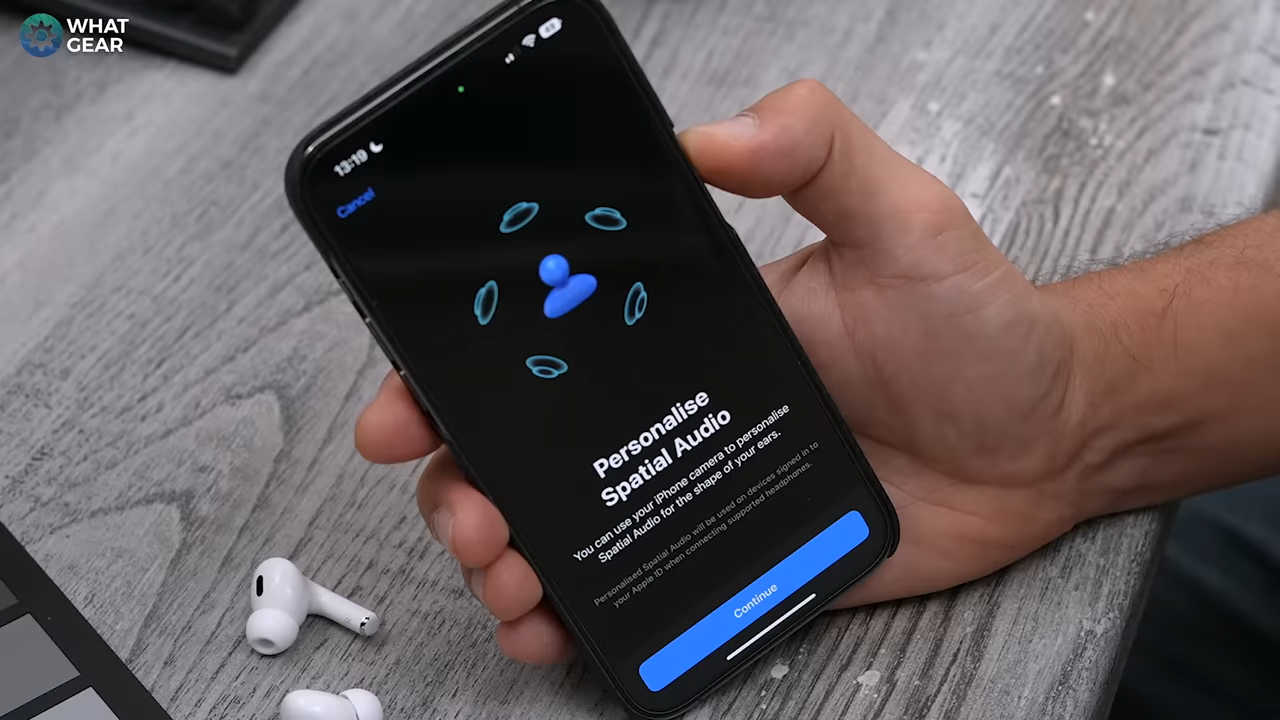 WHAT
GEAR
49
13:19
Cancel
Personalise
Spatial Audio
You can use your iPhone camera to personalise
Spatial Audio for the shape of your ears.
Personalised Spatial Audio will be used on devices signed in to
your Apple ID when connecting supported headphones.
Continue